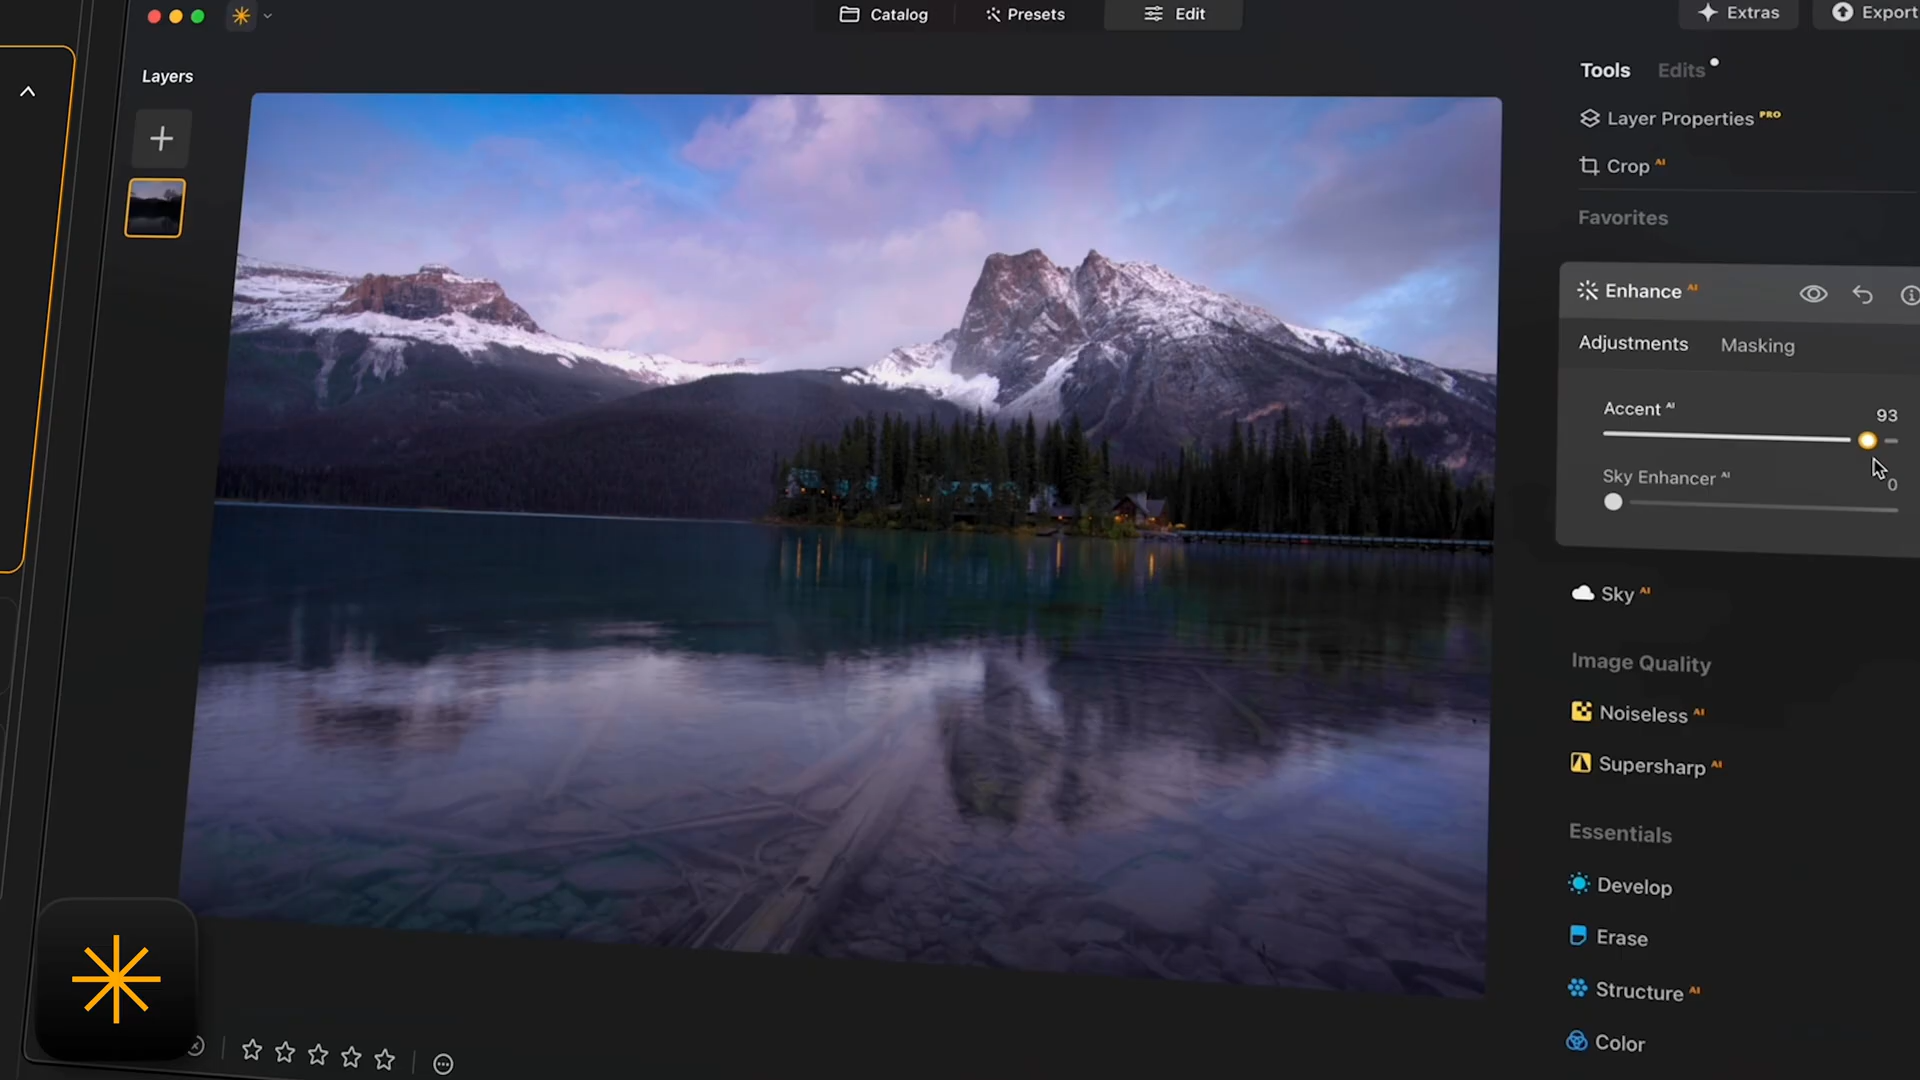 Catalog
Presets
Edit
Extras
Export
Layers
Tools
Edits
Layer Properties PRO
Crop AI
Favorites
Enhance AI
Adjustments
Masking
Accent AI
93
Sky Enhancer AI
0
Sky AI
Image Quality
Noiseless AI
Supersharp AI
Essentials
Develop
Erase
Structure AI
Color